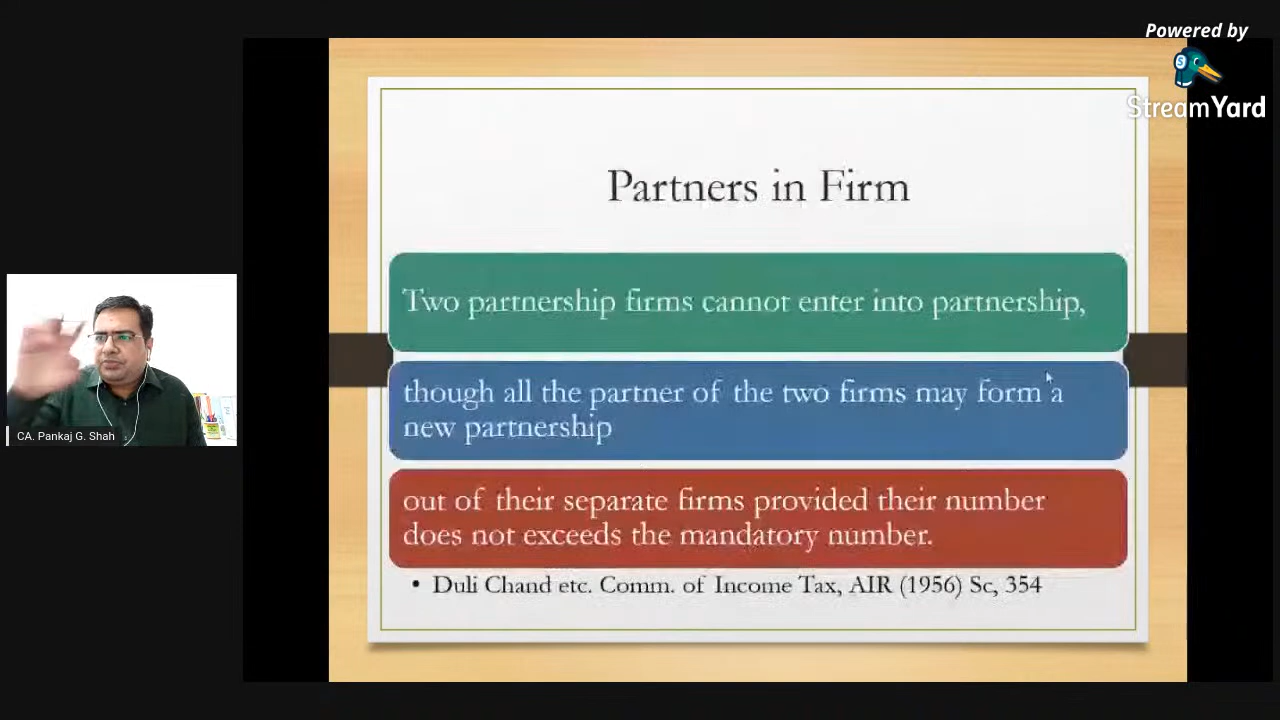 Powered by
StreamYard
Partners in Firm
Two partnership firms cannot enter into partnership,
though all the partner of the two firms may form a
new partnership
out of their separate firms provided their number
does not exceeds the mandatory number.
• Duli Chand etc. Comm. of Income Tax, AIR (1956) Sc, 354
CA. Pankaj G. Shah